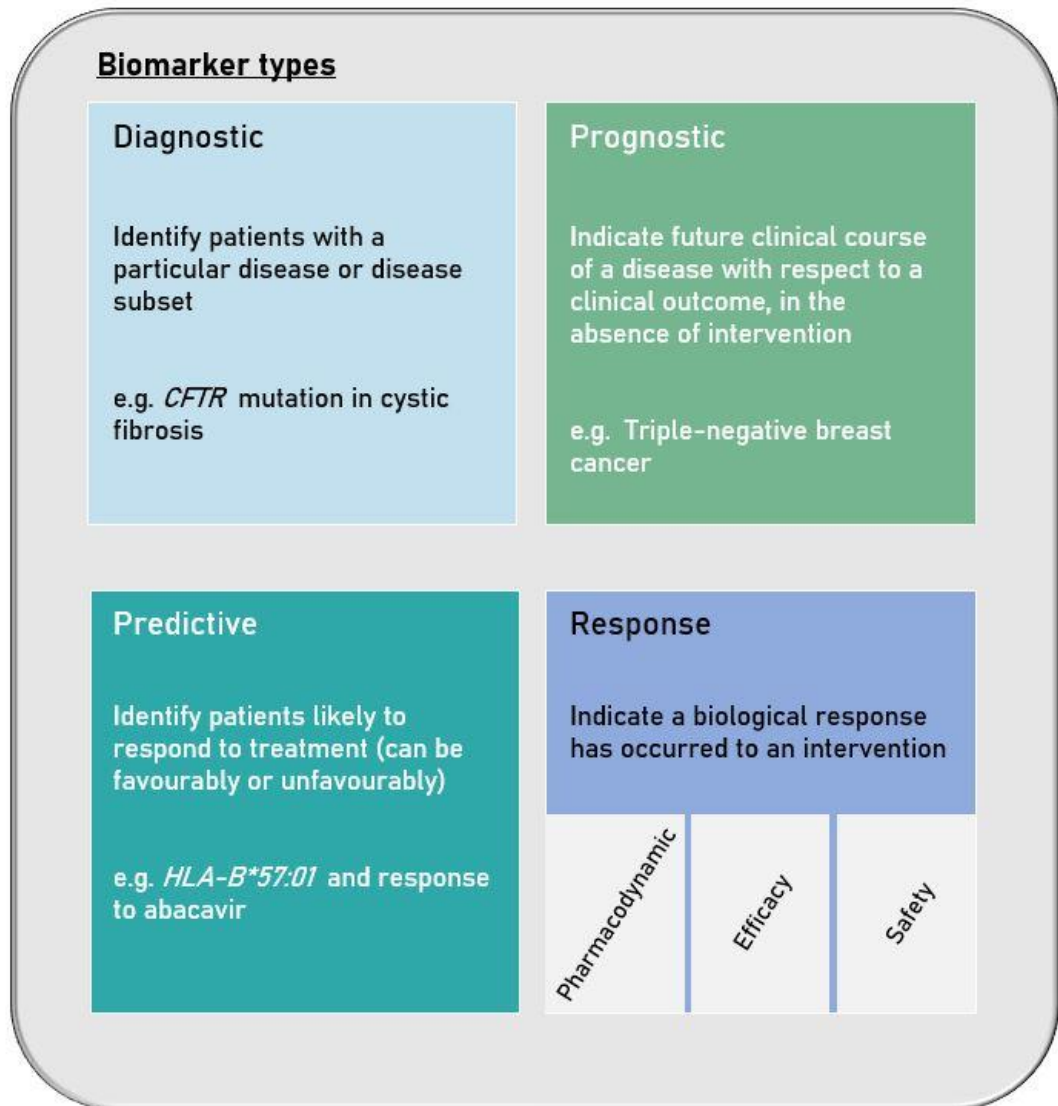 Biomarker types
Diagnostic
Identify patients with a
particular disease or disease
subset
e.g. CFTR mutation in cystic
fibrosis
Prognostic
Indicate future clinical course
of a disease with respect to a
clinical outcome, in the
absence of intervention
e.g. Triple-negative breast
cancer
Predictive
Identify patients likely to
respond to treatment (can be
favourably or unfavourably)
e.g. HLA-B*57:01 and response
to abacavir
Response
Indicate a biological response
has occurred to an intervention
Pharmacodynamic
Efficacy
Safety